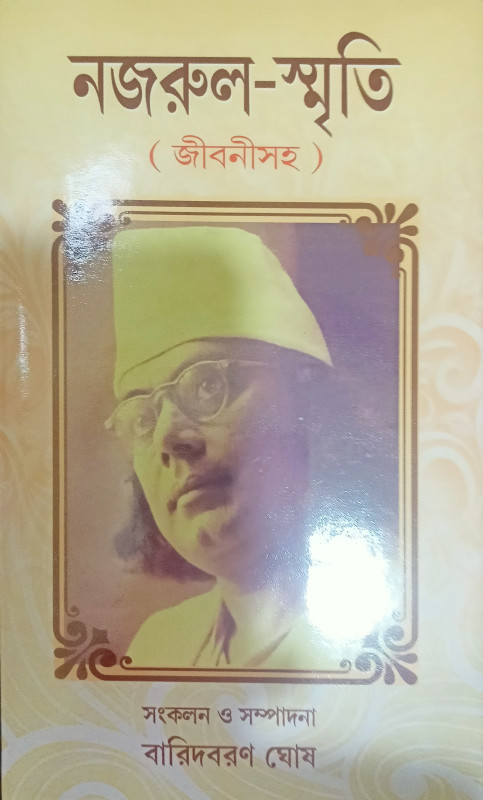 নজরুল-স্মৃতি
( জীবনীসহ )
সংকলন ও সম্পাদনা
বারিদবরণ ঘোষ